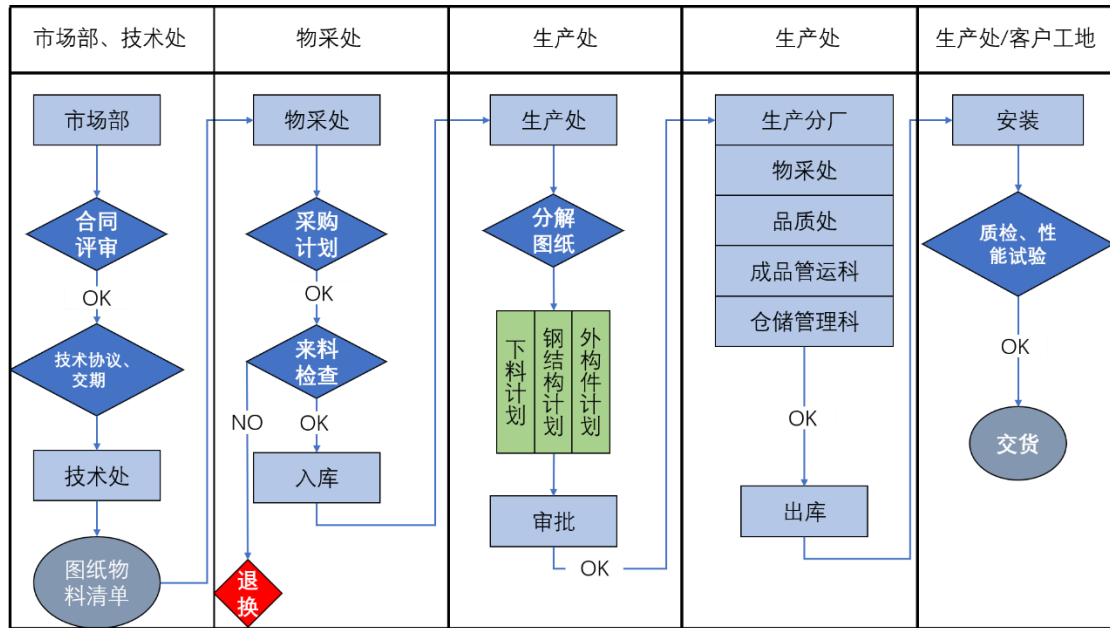 市场部、技术处
物采处
生产处
生产处
生产处/客户工地
市场部
合同
评审
OK
技术协议、
交期
技术处
图纸物
料清单
物采处
采购
计划
OK
来料
检查
NO
OK
入库
退
换
生产处
分解
图纸
下料计划
钢结构计划
外构件计划
审批
OK
生产分厂
物采处
品质处
成品管运科
仓储管理科
OK
出库
安装
质检、性
能试验
OK
交货